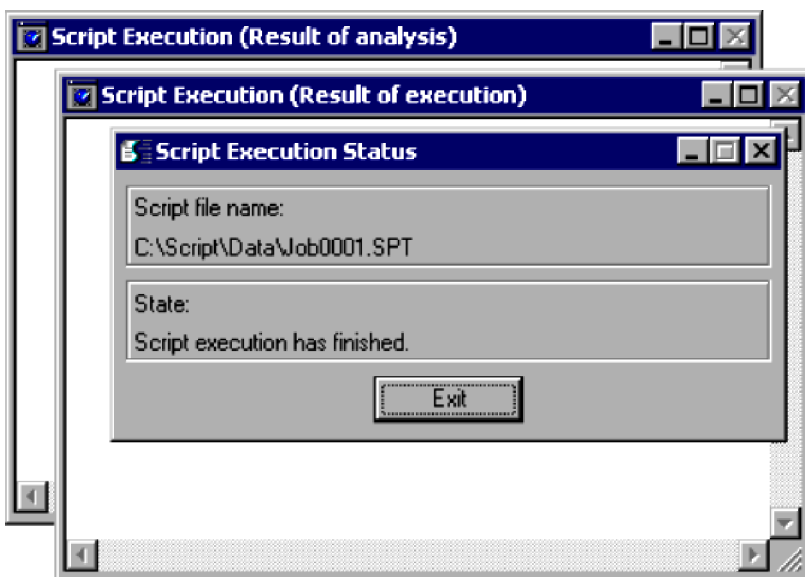 Script Execution (Result of analysis)
Script Execution (Result of execution)
Script Execution Status
Script file name:
C:\Script\Data\Job0001.SPT
State:
Script execution has finished.
Exit